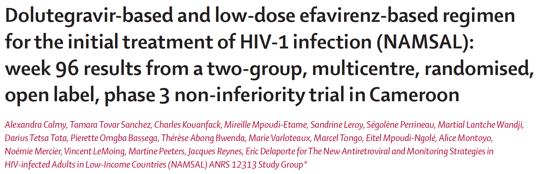 Dolutegravir-based and low-dose efavirenz-based regimen
for the initial treatment of HIV-1 infection (NAMSAL):
week 96 results from a two-group, multicentre, randomised,
open label, phase 3 non-inferiority trial in Cameroon
Alexandra Calmy, Tamara Tovar Sanchez, Charles Kouanfack, Mireille Mpoudi-Etame, Sandrine Leroy, Ségolène Perrineau, Martial Lantche Wandji,
Darius Tetsa Tata, Pierette Omgba Bassega, Thérèse Abong Bwenda, Marie Varloteaux, Marcel Tongo, Eitel Mpoudi-Ngolé, Alice Montoyo,
Noémie Mercier, Vincent LeMoing, Martine Peeters, Jacques Reynes, Eric Delaporte for The New Antiretroviral and Monitoring Strategies in
HIV-infected Adults in Low-Income Countries (NAMSAL) ANRS 12313 Study Group*